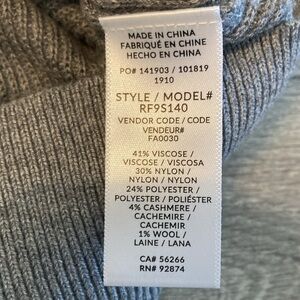 MADE IN CHINA
FABRIQUÉ EN CHINE
HECHO EN CHINA
PO# 141903 / 101819
1910
STYLE / MODEL#
RF9S140
VENDOR CODE / CODE
VENDEUR#
FA0030
41% VISCOSE /
VISCOSE / VISCOSA
30% NYLON /
NYLON / NYLON
24% POLYESTER /
POLYESTER / POLIÉSTER
4% CASHMERE /
CACHEMIRE /
CACHEMIR
1% WOOL /
LAINE / LANA
CA# 56266
RN# 92874